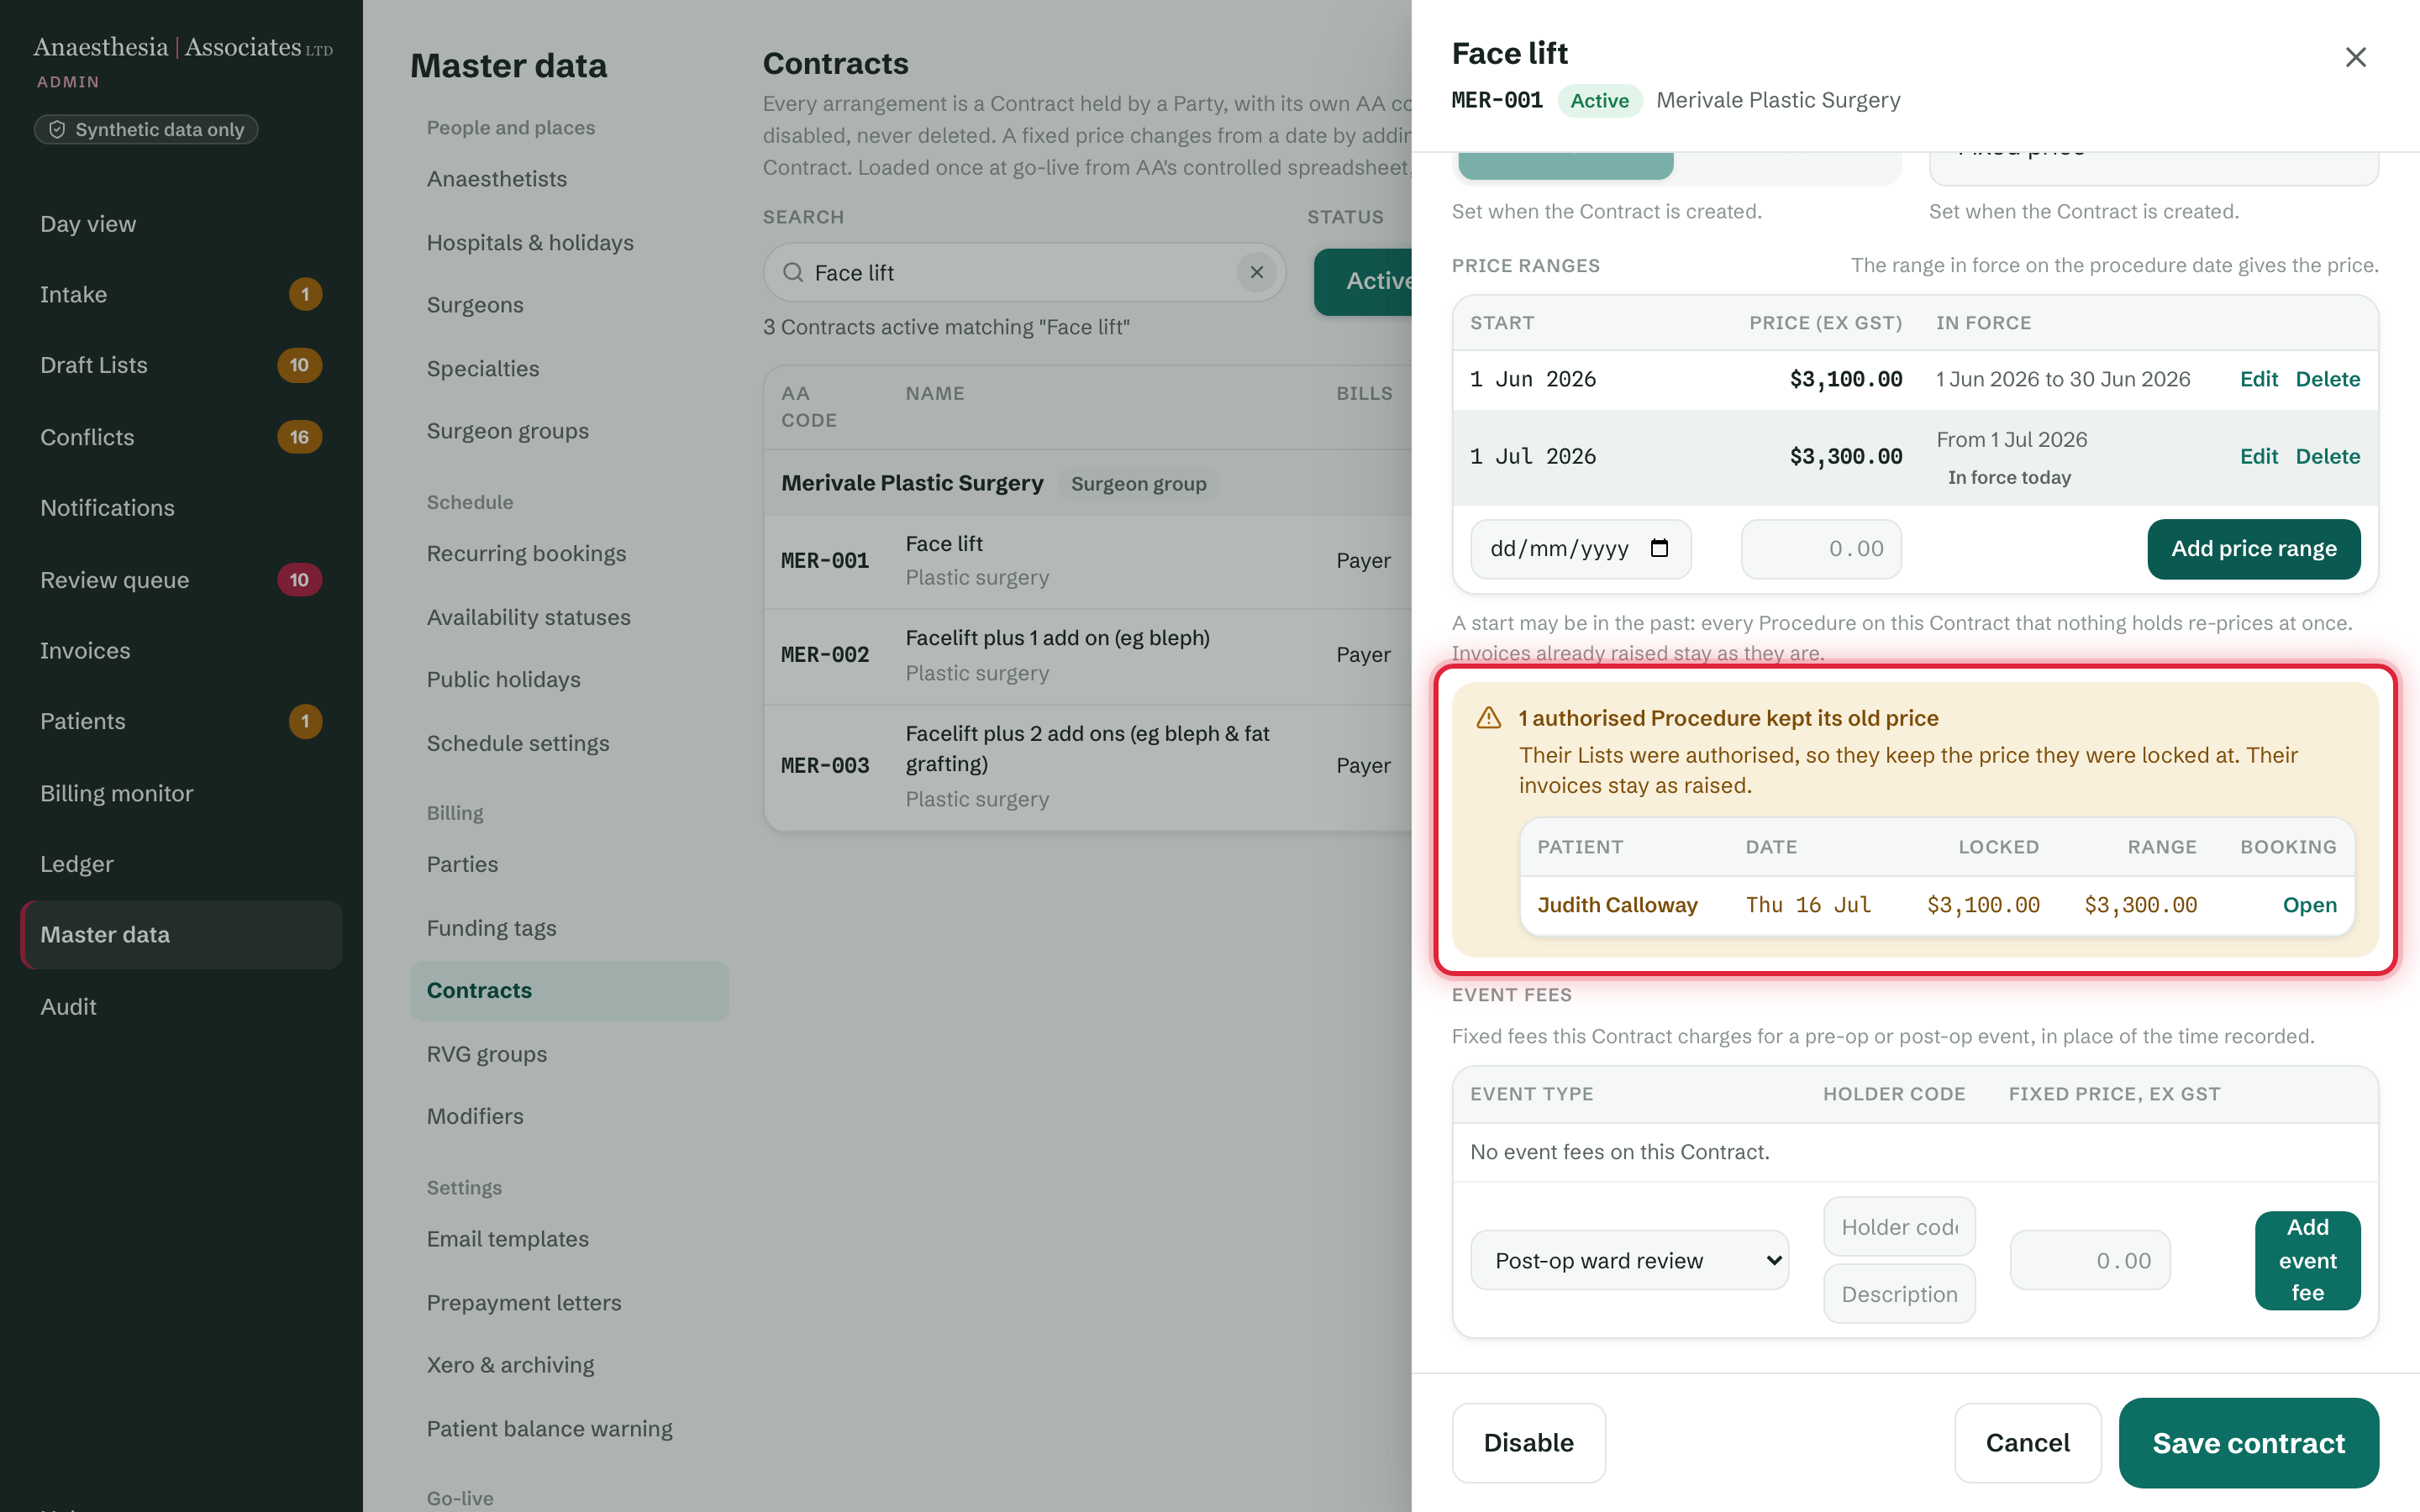 Anaesthesia | Associates LTD
ADMIN
Synthetic data only
Day view
Intake 1
Draft Lists 10
Conflicts 16
Notifications
Review queue 10
Invoices
Patients 1
Billing monitor
Ledger
Master data
Audit
Master data
People and places
Anaesthetists
Hospitals & holidays
Surgeons
Specialties
Surgeon groups
Schedule
Recurring bookings
Availability statuses
Public holidays
Schedule settings
Billing
Parties
Funding tags
Contracts
RVG groups
Modifiers
Settings
Email templates
Prepayment letters
Xero & archiving
Patient balance warning
Go-live
Contracts
Every arrangement is a Contract held by a Party, with its own AA co
disabled, never deleted. A fixed price changes from a date by addin
Contract. Loaded once at go-live from AA's controlled spreadsheet,
SEARCH STATUS
Face lift Active
3 Contracts active matching "Face lift"
AA CODE NAME BILLS
Merivale Plastic Surgery Surgeon group
MER-001 Face lift Payer
Plastic surgery
MER-002 Facelift plus 1 add on (eg bleph) Payer
Plastic surgery
MER-003 Facelift plus 2 add ons (eg bleph & fat
grafting) Payer
Plastic surgery
Face lift
MER-001 Active Merivale Plastic Surgery
Fixed price
Set when the Contract is created. Set when the Contract is created.
PRICE RANGES The range in force on the procedure date gives the price.
START PRICE (EX GST) IN FORCE
1 Jun 2026 $3,100.00 1 Jun 2026 to 30 Jun 2026 Edit Delete
1 Jul 2026 $3,300.00 From 1 Jul 2026 Edit Delete
In force today
dd/mm/yyyy 0.00 Add price range
A start may be in the past: every Procedure on this Contract that nothing holds re-prices at once.
Invoices already raised stay as they are.
1 authorised Procedure kept its old price
Their Lists were authorised, so they keep the price they were locked at. Their
invoices stay as raised.
PATIENT DATE LOCKED RANGE BOOKING
Judith Calloway Thu 16 Jul $3,100.00 $3,300.00 Open
EVENT FEES
Fixed fees this Contract charges for a pre-op or post-op event, in place of the time recorded.
EVENT TYPE HOLDER CODE FIXED PRICE, EX GST
No event fees on this Contract.
Post-op ward review Holder code 0.00 Add event fee
Description
Disable Cancel Save contract